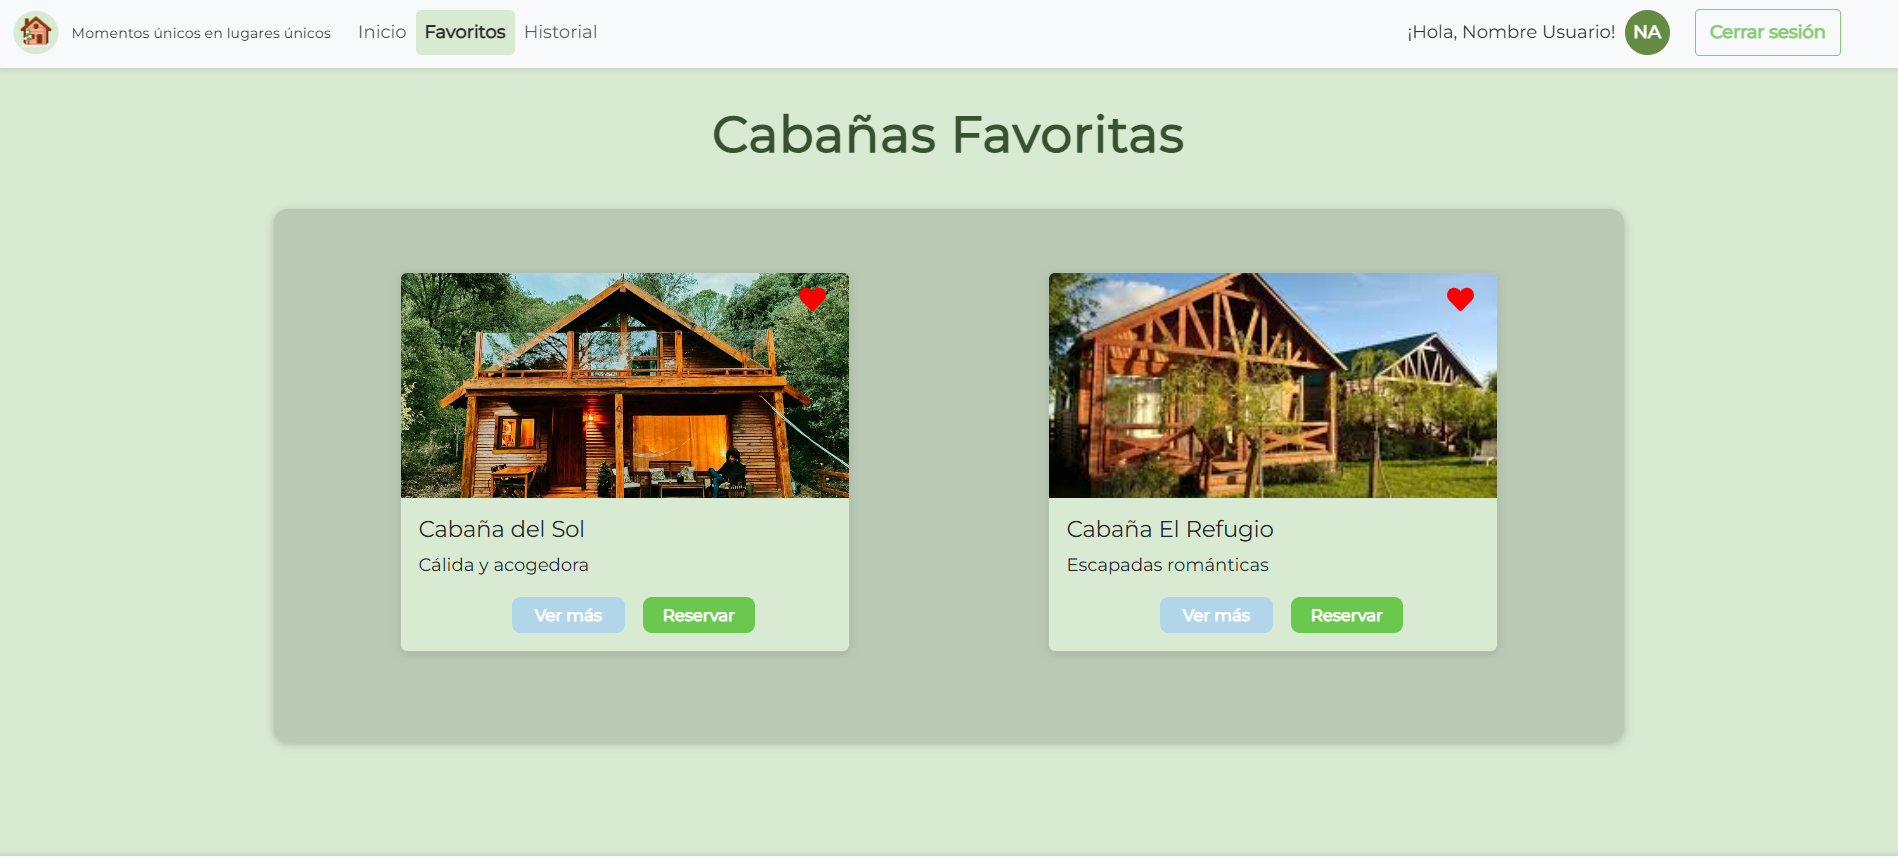 Momentos únicos en lugares únicos Inicio Favoritos Historial ¡Hola, Nombre Usuario! NA Cerrar sesión
Cabañas Favoritas
Cabaña del Sol
Cálida y acogedora
Ver más Reservar
Cabaña El Refugio
Escapadas románticas
Ver más Reservar